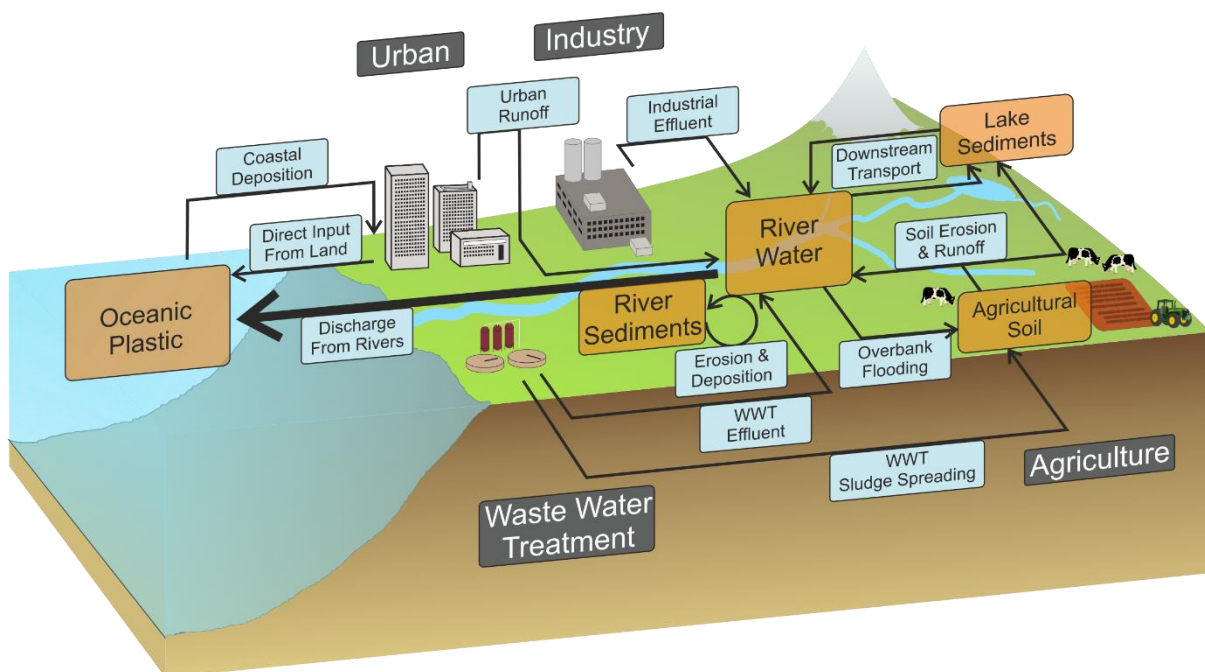 Urban
Industry
Urban
Runoff
Industrial
Effluent
Lake
Sediments
Coastal
Deposition
Downstream
Transport
Direct Input
From Land
River
Water
Soil Erosion
& Runoff
Oceanic
Plastic
River
Sediments
Agricultural
Soil
Discharge
From Rivers
Erosion &
Deposition
Overbank
Flooding
WWT
Effluent
WWT
Sludge Spreading
Agriculture
Waste Water
Treatment